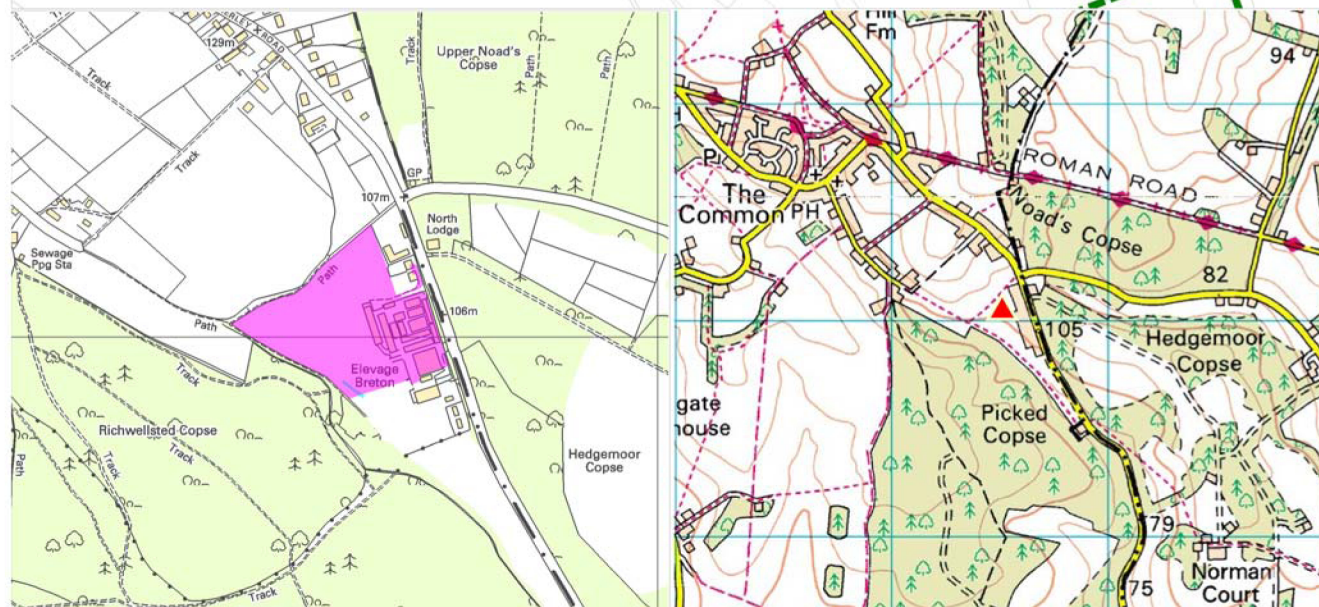 ERLEY
ROAD
129m
Track
Track
Upper Noad's
Copse
Path
Path
Track
GP
107m
North
Lodge
Sewage
Ppg Sta
Path
Path
106m
Elevage
Breton
Track
Richwellsted Copse
Track
Track
Path
Hedgemoor
Copse
Track
Fm
94
ROMAN ROAD
The
Common
PH
Noad's Copse
82
105
Hedgemoor
Copse
gate
house
Picked
Copse
79
75
Norman
Court